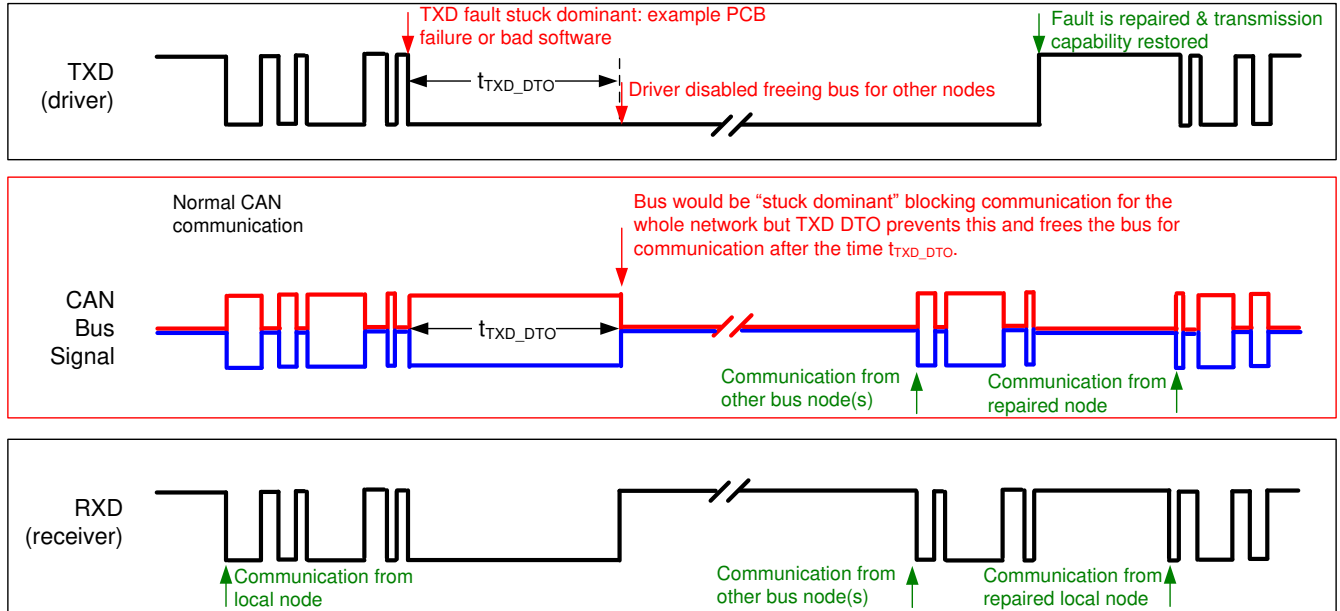 TXD fault stuck dominant: example PCB
failure or bad software
Fault is repaired & transmission
capability restored
TXD
(driver)
tTXD_DTO
Driver disabled freeing bus for other nodes
Normal CAN
communication
Bus would be “stuck dominant” blocking communication for the
whole network but TXD DTO prevents this and frees the bus for
communication after the time tTXD_DTO.
CAN
Bus
Signal
tTXD_DTO
Communication from
other bus node(s)
Communication from
repaired node
RXD
(receiver)
Communication from
local node
Communication from
other bus node(s)
Communication from
repaired local node